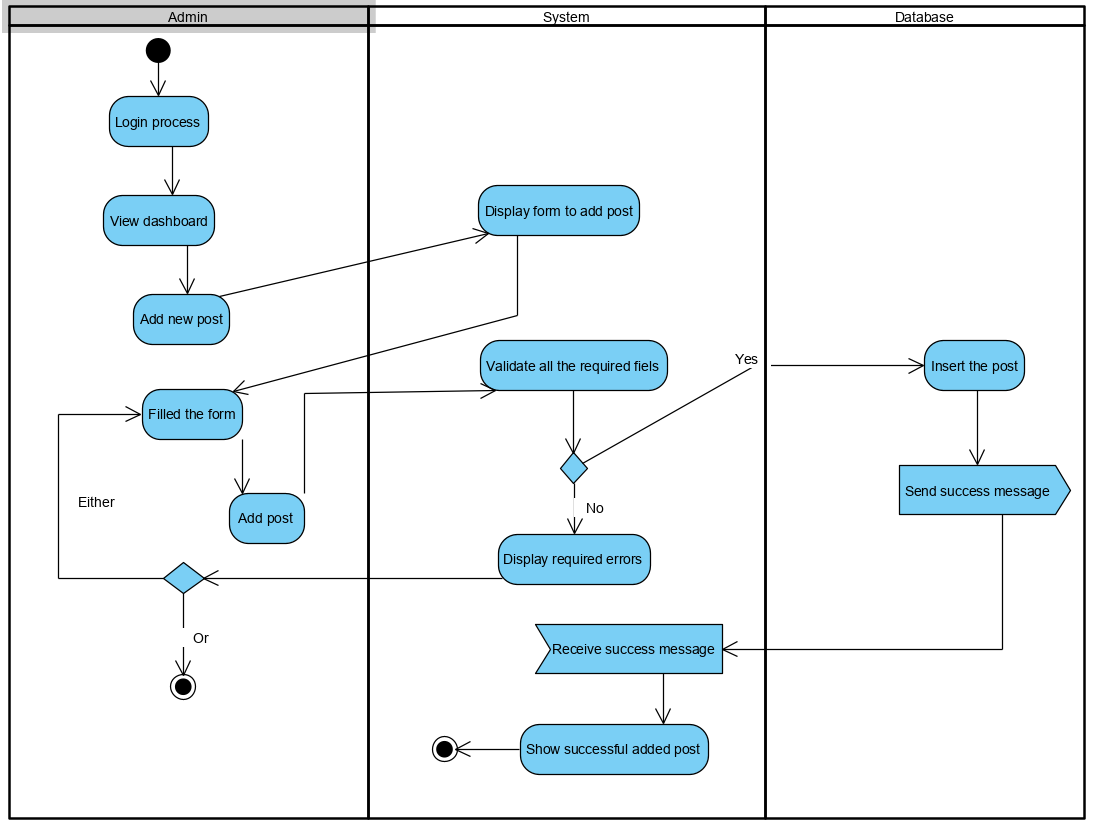 Admin
System
Database
Login process
View dashboard
Display form to add post
Add new post
Validate all the required fiels
Yes
Insert the post
Filled the form
Either
Add post
Send success message
No
Display required errors
Or
Receive success message
Show successful added post